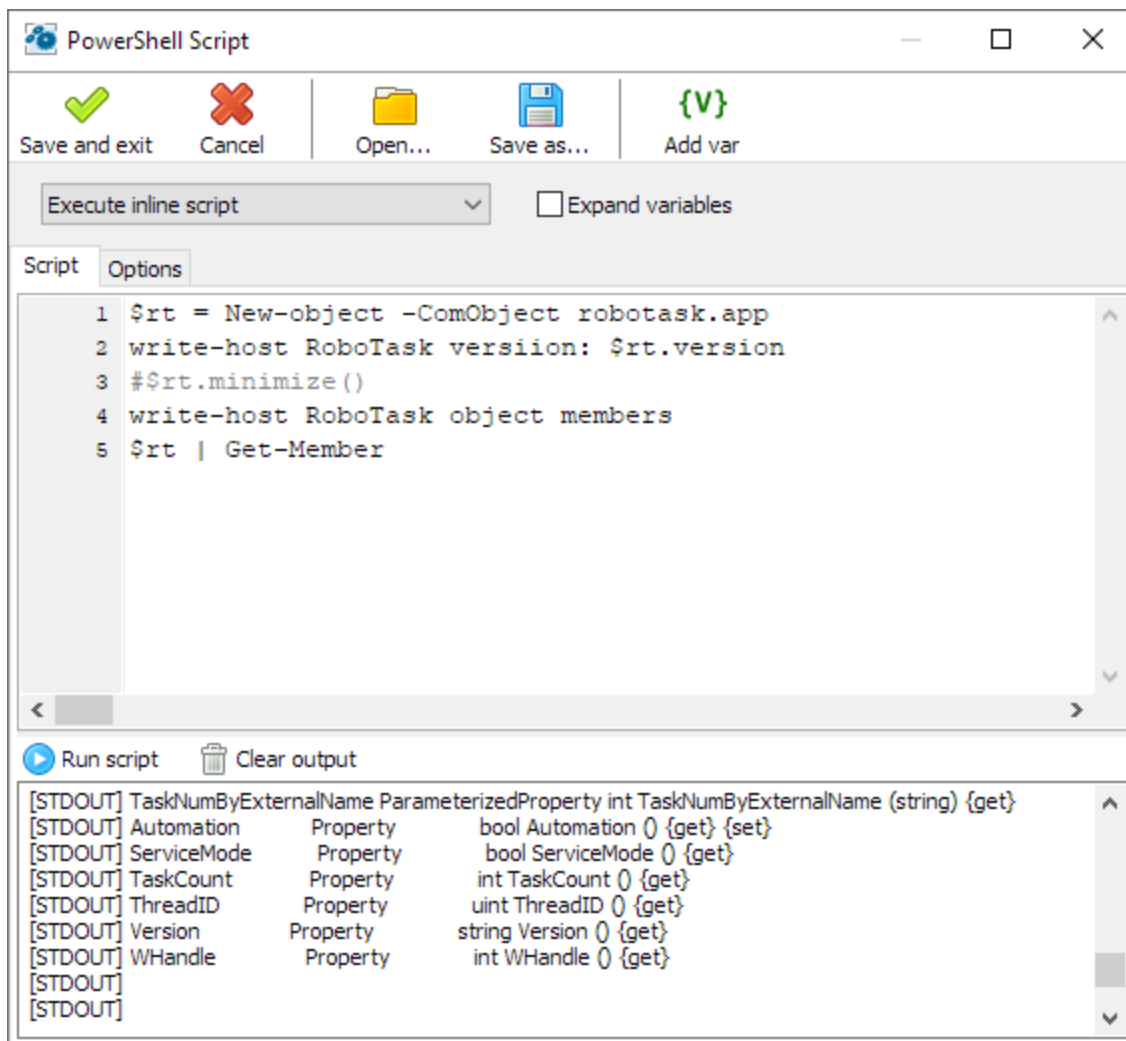 PowerShell Script
Save and exit Cancel Open... Save as... {V} Add var
Execute inline script Expand variables
Script Options
1 $rt = New-object -ComObject robotask.app
2 write-host RoboTask versiion: $rt.version
3 #$rt.minimize()
4 write-host RoboTask object members
5 $rt | Get-Member
Run script Clear output
[STDOUT] TaskNumByExternalName ParameterizedProperty int TaskNumByExternalName (string) {get}
[STDOUT] Automation Property bool Automation () {get} {set}
[STDOUT] ServiceMode Property bool ServiceMode () {get}
[STDOUT] TaskCount Property int TaskCount () {get}
[STDOUT] ThreadID Property uint ThreadID () {get}
[STDOUT] Version Property string Version () {get}
[STDOUT] WHandle Property int WHandle () {get}
[STDOUT]
[STDOUT]